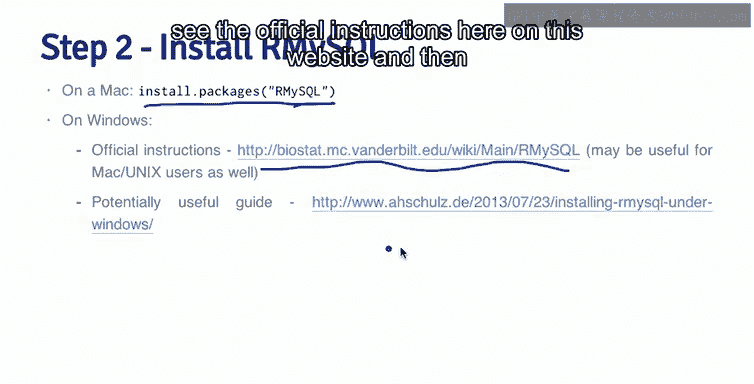 see the official instructions here on this
website and then
Step 2 - Install RMySQL
· On a Mac: install.packages("RMySQL")
· On Windows:
- Official instructions - http://biostat.mc.vanderbilt.edu/wiki/Main/RMySQL (may be useful for
Mac/UNIX users as well)
- Potentially useful guide - http://www.ahschulz.de/2013/07/23/installing-rmysql-under-
windows/